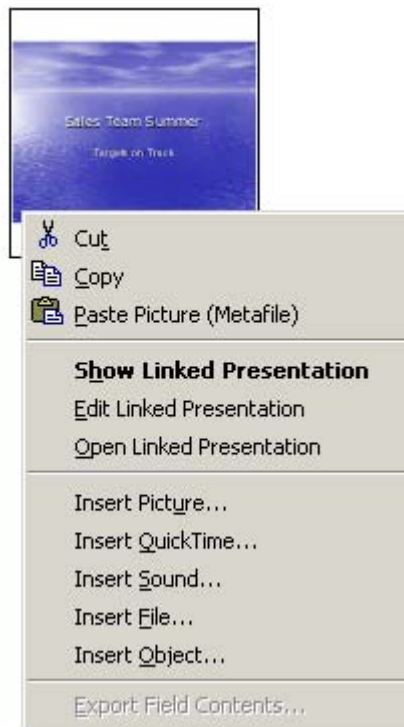 Sales Team Summer
Targets on Track
Cut
Copy
Paste Picture (Metafile)
Show Linked Presentation
Edit Linked Presentation
Open Linked Presentation
Insert Picture...
Insert QuickTime...
Insert Sound...
Insert File...
Insert Object...
Export Field Contents...